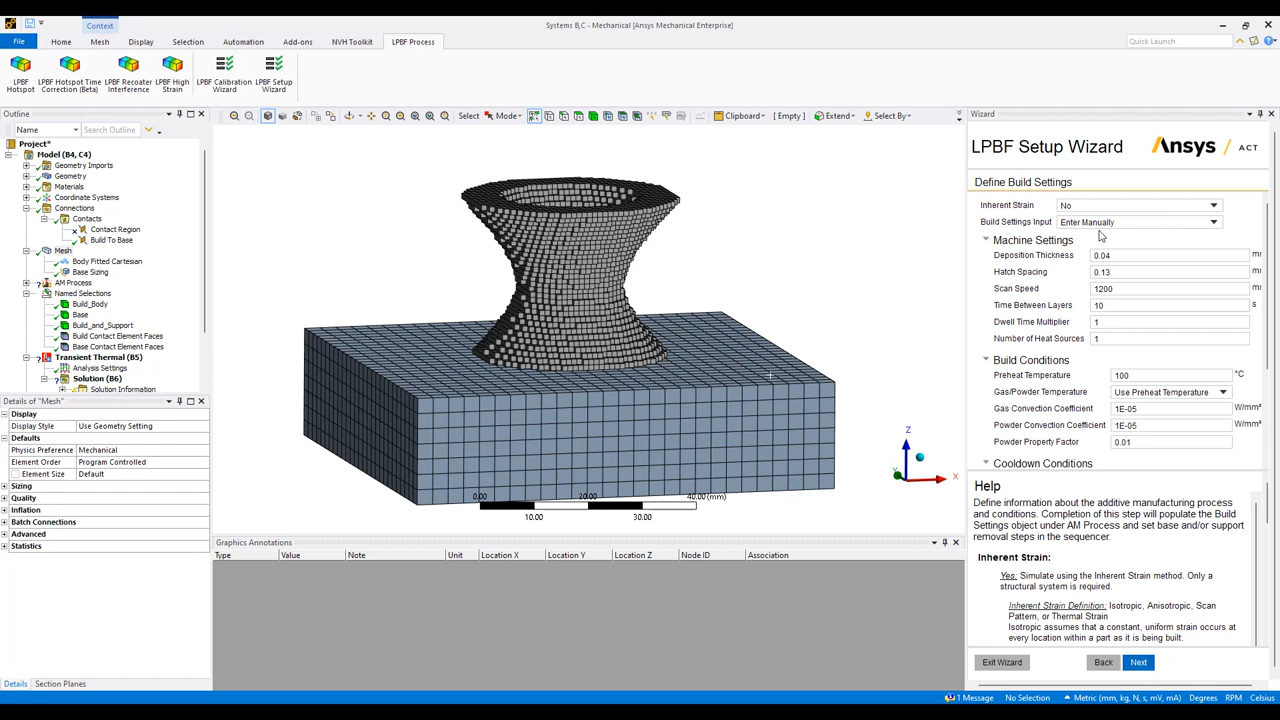 Context
Systems B,C - Mechanical [Ansys Mechanical Enterprise]
File Home Mesh Display Selection Automation Add-ons NVH Toolkit LPBF Process Quick Launch
LPBF Hotspot LPBF Hotspot Time Correction (Beta) LPBF Recoater Interference LPBF High Strain LPBF Calibration Wizard LPBF Setup Wizard
Outline
Name Search Outline
Project*
Model (B4, C4)
Geometry Imports
Geometry
Materials
Coordinate Systems
Connections
Contacts
Contact Region
Build To Base
Mesh
Body Fitted Cartesian
Base Sizing
AM Process
Named Selections
Build_Body
Base
Build_and_Support
Build Contact Element Faces
Base Contact Element Faces
Transient Thermal (B5)
Analysis Settings
Solution (B6)
Solution Information
Details of "Mesh"
Display
Display Style Use Geometry Setting
Defaults
Physics Preference Mechanical
Element Order Program Controlled
Element Size Default
Sizing
Quality
Inflation
Batch Connections
Advanced
Statistics
Details Section Planes
Select Mode Clipboard [ Empty ] Extend Select By
Z
X
Y
0.00 20.00 40.00 (mm)
10.00 30.00
Graphics Annotations
Type Value Note Unit Location X Location Y Location Z Node ID Association
Wizard
LPBF Setup Wizard Ansys / ACT
Define Build Settings
Inherent Strain No
Build Settings Input Enter Manually
Machine Settings
Deposition Thickness 0.04
Hatch Spacing 0.13
Scan Speed 1200
Time Between Layers 10 s
Dwell Time Multiplier 1
Number of Heat Sources 1
Build Conditions
Preheat Temperature 100 °C
Gas/Powder Temperature Use Preheat Temperature
Gas Convection Coefficient 1E-05 W/mm²
Powder Convection Coefficient 1E-05 W/mm²
Powder Property Factor 0.01
Cooldown Conditions
Help
Define information about the additive manufacturing process
and conditions. Completion of this step will populate the Build
Settings object under AM Process and set base and/or support
removal steps in the sequencer.
Inherent Strain:
Yes: Simulate using the Inherent Strain method. Only a
structural system is required.
Inherent Strain Definition: Isotropic, Anisotropic, Scan
Pattern, or Thermal Strain
Isotropic assumes that a constant, uniform strain occurs at
every location within a part as it is being built.
Exit Wizard Back Next
1 Message No Selection Metric (mm, kg, N, s, mV, mA) Degrees RPM Celsius